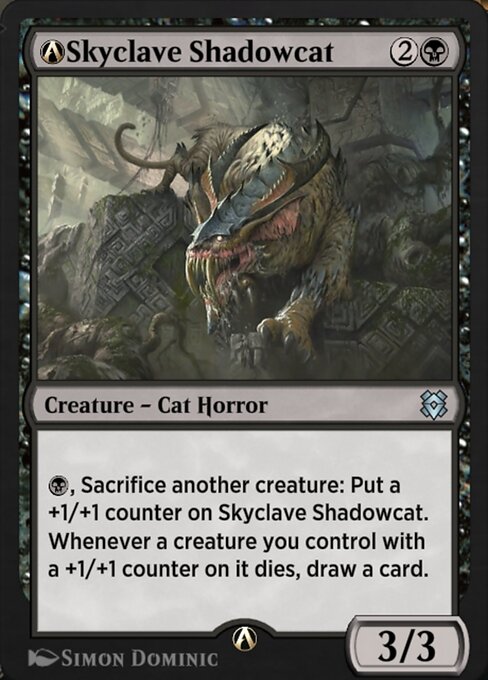 Skyclave Shadowcat 2
Creature – Cat Horror
, Sacrifice another creature: Put a
+1/+1 counter on Skyclave Shadowcat.
Whenever a creature you control with
a +1/+1 counter on it dies, draw a card.
3/3
SIMON DOMINIC